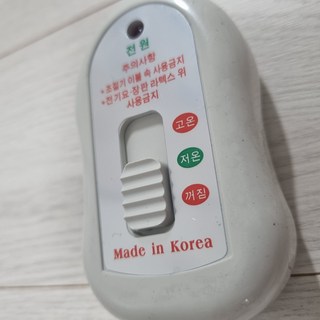 전원
주의사항
*조절기 이불 속 사용금지
*전기요·장판 라텍스 위
사용금지
고온
저온
꺼짐
Made in Korea